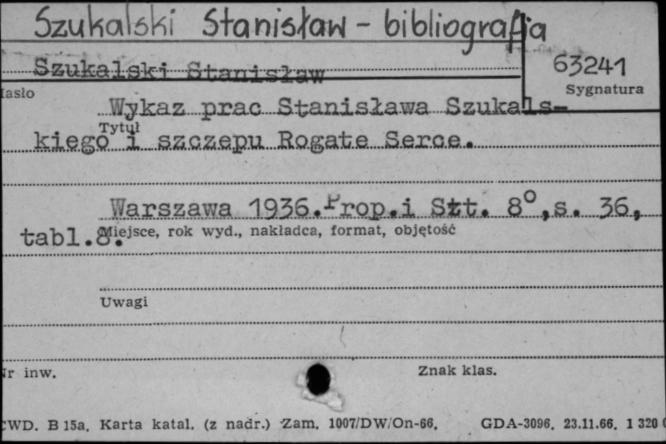 Szukalski Stanisław - bibliografia
Szukalski Stanisław
63241
Hasło
Sygnatura
Wykaz prac Stanisława Szukals-
Tytuł
kiego i szczepu Rogate Serce.
Warszawa 1936. Prop.i Szt. 8°,s. 36,
tabl.8.
Miejsce, rok wyd., nakładca, format, objętość
Uwagi
Nr inw.
Znak klas.
CWD. B 15a. Karta katal. (z nadr.) Zam. 1007/DW/On-66. GDA-3096. 23.11.66. 1 320